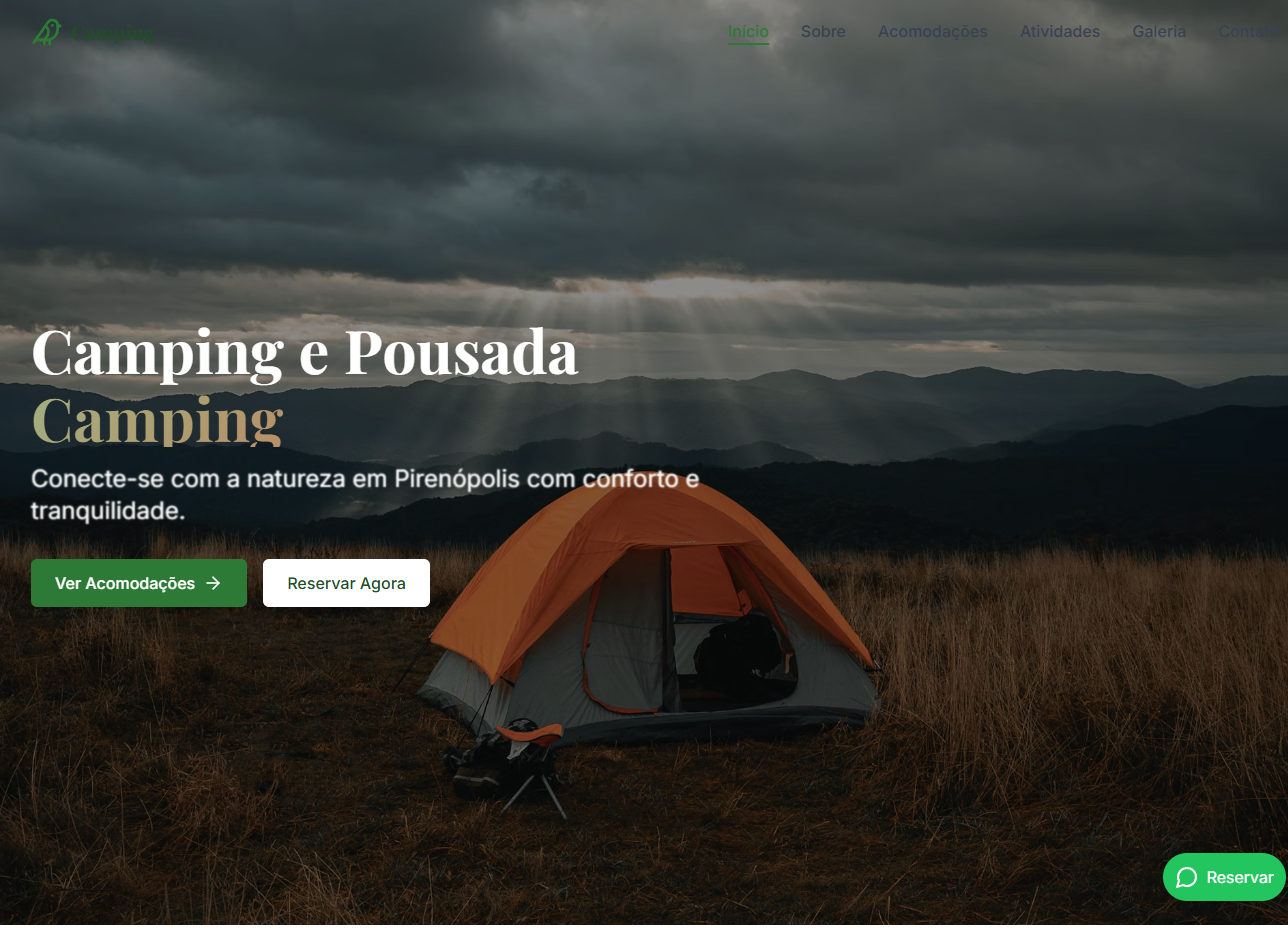 Camping
Início Sobre Acomodações Atividades Galeria Contato
Camping e Pousada
Camping
Conecte-se com a natureza em Pirenópolis com conforto e
tranquilidade.
Ver Acomodações →
Reservar Agora
Reservar